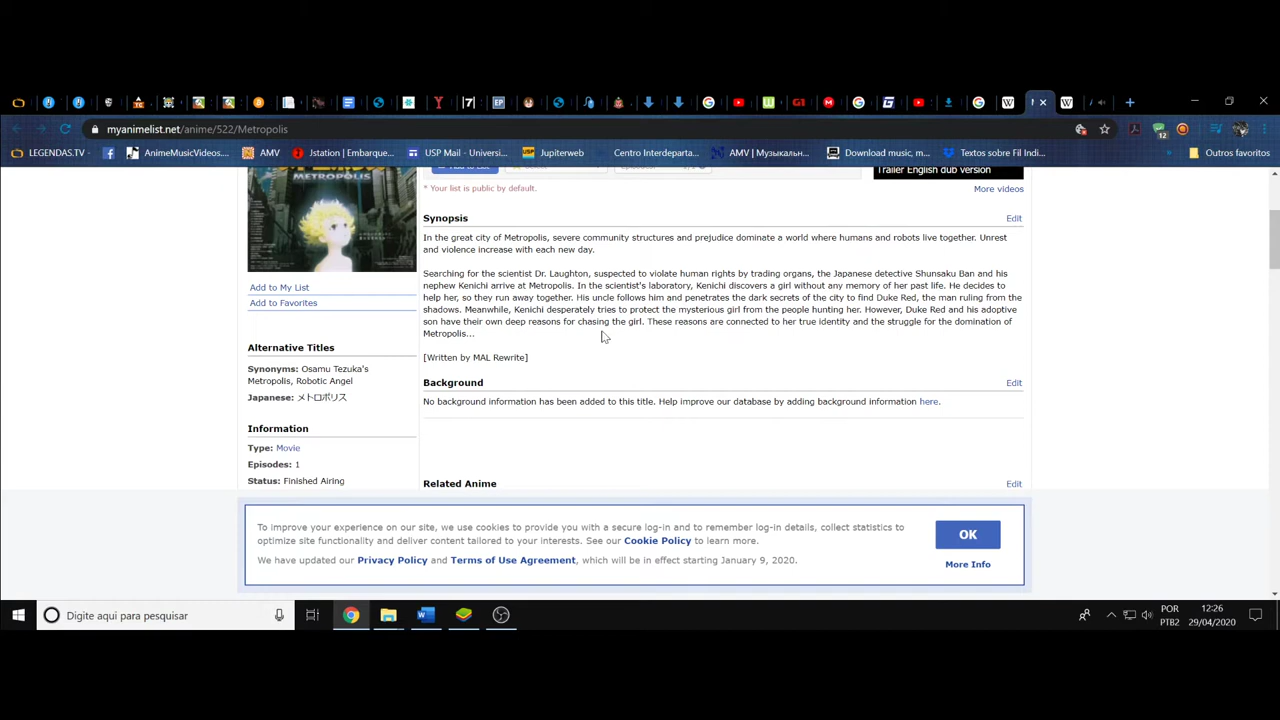 myanimelist.net/anime/522/Metropolis
LEGENDAS.TV
AnimeMusicVideos....
AMV
Jstation | Embarque...
USP Mail - Universi...
Jupiterweb
Centro Interdeparta...
AMV | Музыкальн...
Download music, m...
Textos sobre Fil Indi...
Outros favoritos
METROPOLIS
Trailer English dub version
* Your list is public by default.
More videos
Synopsis
Edit
In the great city of Metropolis, severe community structures and prejudice dominate a world where humans and robots live together. Unrest
and violence increase with each new day.
Searching for the scientist Dr. Laughton, suspected to violate human rights by trading organs, the Japanese detective Shunsaku Ban and his
nephew Kenichi arrive at Metropolis. In the scientist's laboratory, Kenichi discovers a girl without any memory of her past life. He decides to
help her, so they run away together. His uncle follows him and penetrates the dark secrets of the city to find Duke Red, the man ruling from the
shadows. Meanwhile, Kenichi desperately tries to protect the mysterious girl from the people hunting her. However, Duke Red and his adoptive
son have their own deep reasons for chasing the girl. These reasons are connected to her true identity and the struggle for the domination of
Metropolis...
[Written by MAL Rewrite]
Background
Edit
No background information has been added to this title. Help improve our database by adding background information here.
Related Anime
Edit
Add to My List
Add to Favorites
Alternative Titles
Synonyms: Osamu Tezuka's
Metropolis, Robotic Angel
Japanese: メトロポリス
Information
Type: Movie
Episodes: 1
Status: Finished Airing
To improve your experience on our site, we use cookies to provide you with a secure log-in and to remember log-in details, collect statistics to
optimize site functionality and deliver content tailored to your interests. See our Cookie Policy to learn more.
We have updated our Privacy Policy and Terms of Use Agreement, which will be in effect starting January 9, 2020.
OK
More Info
Digite aqui para pesquisar
POR
PTB2
12:26
29/04/2020